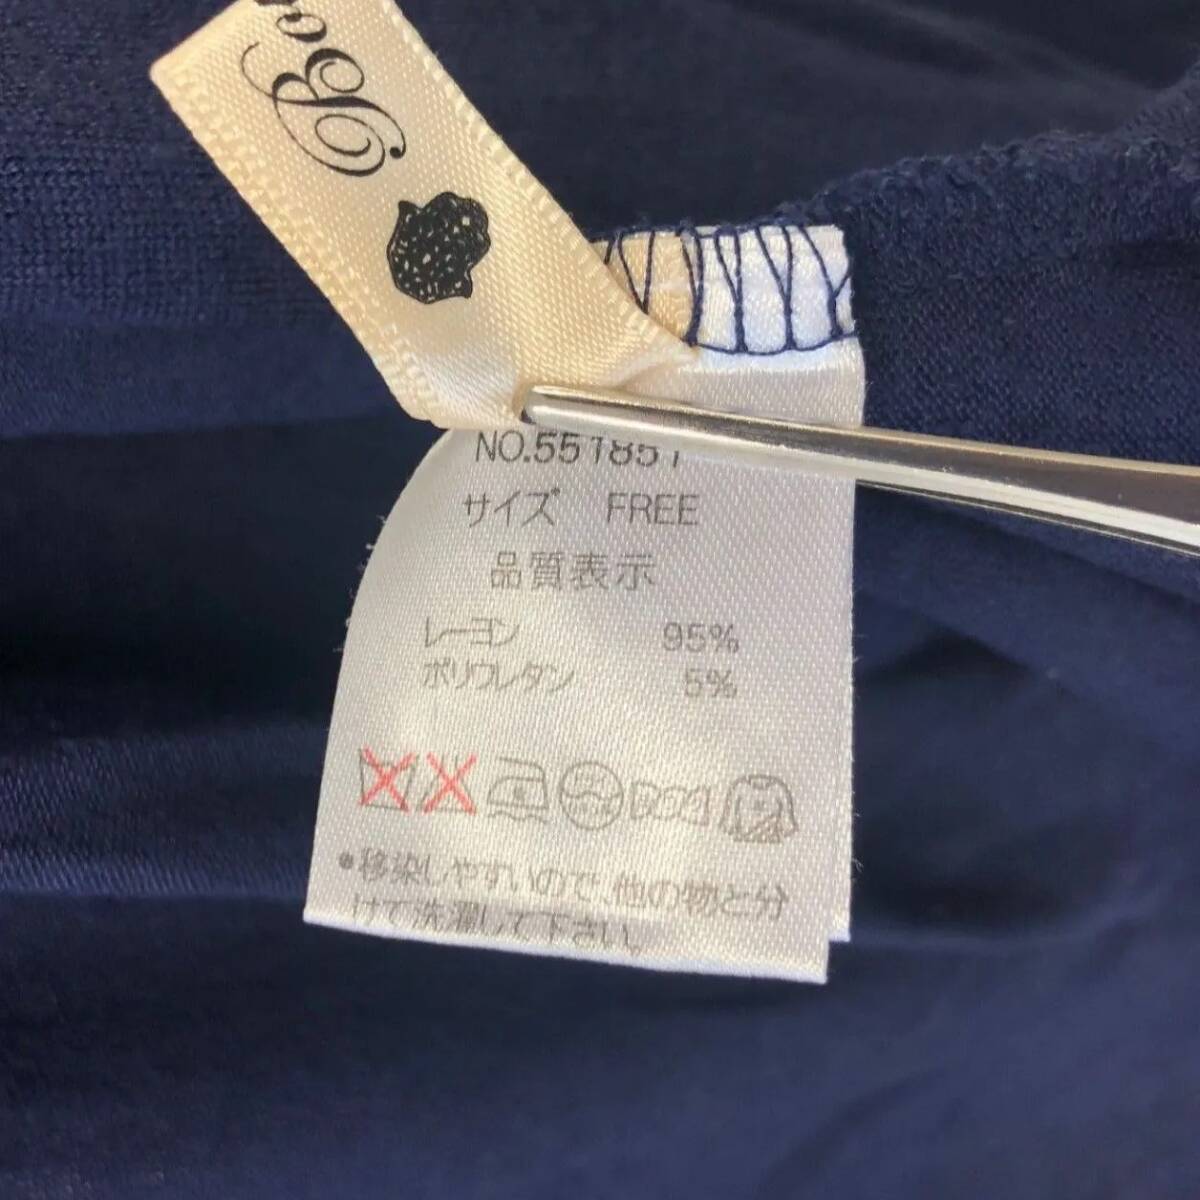 NO.551851
サイズ FREE
品質表示
レーヨン 95%
ポリウレタン 5%
•移染しやすいので、他の物と分
けて洗濯して下さい。